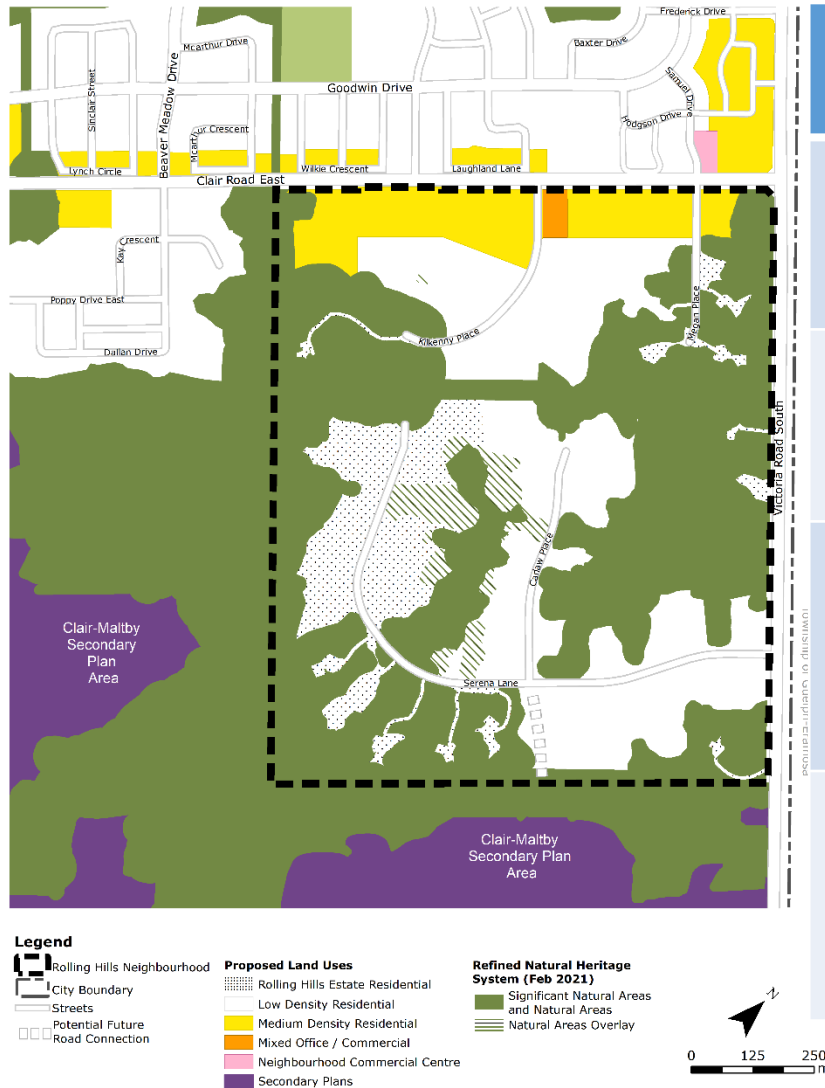 Frederick Drive
Mcarthur Drive
Baxter Drive
Sinclair Street
Beaver Meadow Drive
Goodwin Drive
Samuel Drive
Hodgson Drive
Mcarthur Crescent
Lynch Circle
Wilkie Crescent
Laughland Lane
Clair Road East
Kay Crescent
Poppy Drive East
Dallan Drive
Kilkenny Place
Megan Place
Victoria Road South
Carlaw Place
Township of Guelph-Eramosa
Clair-Maltby
Secondary
Plan
Area
Serena Lane
Clair-Maltby
Secondary Plan
Area
Legend
Rolling Hills Neighbourhood
City Boundary
Streets
Potential Future
Road Connection
Proposed Land Uses
Rolling Hills Estate Residential
Low Density Residential
Medium Density Residential
Mixed Office / Commercial
Neighbourhood Commercial Centre
Secondary Plans
Refined Natural Heritage
System (Feb 2021)
Significant Natural Areas
and Natural Areas
Natural Areas Overlay
N
0 125 250
m